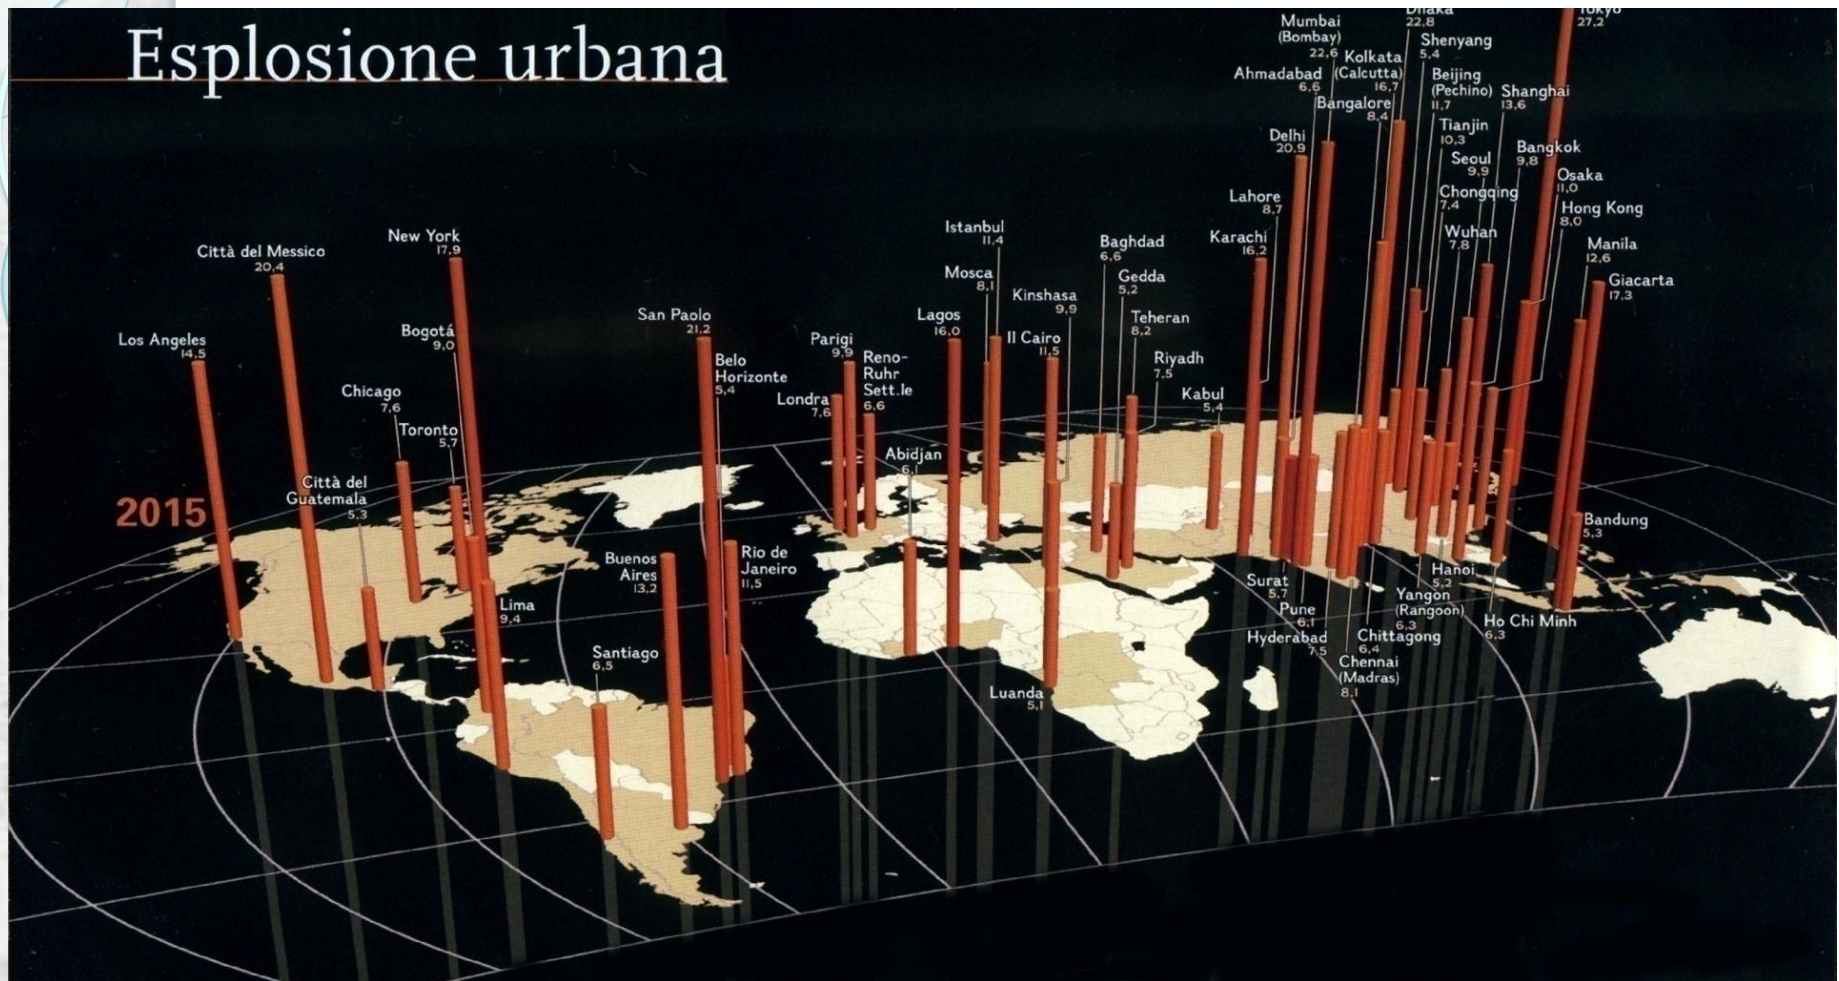 Esplosione urbana
2015
Los Angeles
14,5
Città del Messico
20,4
New York
17,9
Bogotá
9,0
Chicago
7,6
Toronto
5,7
Città del
Guatemala
5,3
Lima
9,4
Santiago
6,5
Buenos
Aires
13,2
San Paolo
21,2
Belo
Horizonte
5,4
Rio de
Janeiro
11,5
Londra
7,6
Parigi
9,9
Reno-
Ruhr
Sett.le
6,6
Abidjan
6,1
Lagos
16,0
Mosca
8,1
Istanbul
11,4
Il Cairo
11,5
Kinshasa
9,9
Luanda
5,1
Baghdad
6,6
Gedda
5,2
Teheran
8,2
Riyadh
7,5
Kabul
5,4
Karachi
16,2
Lahore
8,7
Delhi
20,9
Ahmadabad
6,6
Mumbai
(Bombay)
22,6
Kolkata
(Calcutta)
16,7
Bangalore
8,4
Dhaka
22,8
Shenyang
5,4
Beijing
(Pechino)
11,7
Tianjin
10,3
Seoul
9,9
Chongqing
7,4
Wuhan
7,8
Shanghai
13,6
Bangkok
9,8
Osaka
11,0
Hong Kong
8,0
Tokyo
27,2
Manila
12,6
Giacarta
17,3
Bandung
5,3
Surat
5,7
Pune
6,1
Hyderabad
7,5
Chennai
(Madras)
8,1
Chittagong
6,4
Yangon
(Rangoon)
6,3
Hanoi
5,2
Ho Chi Minh
6,3